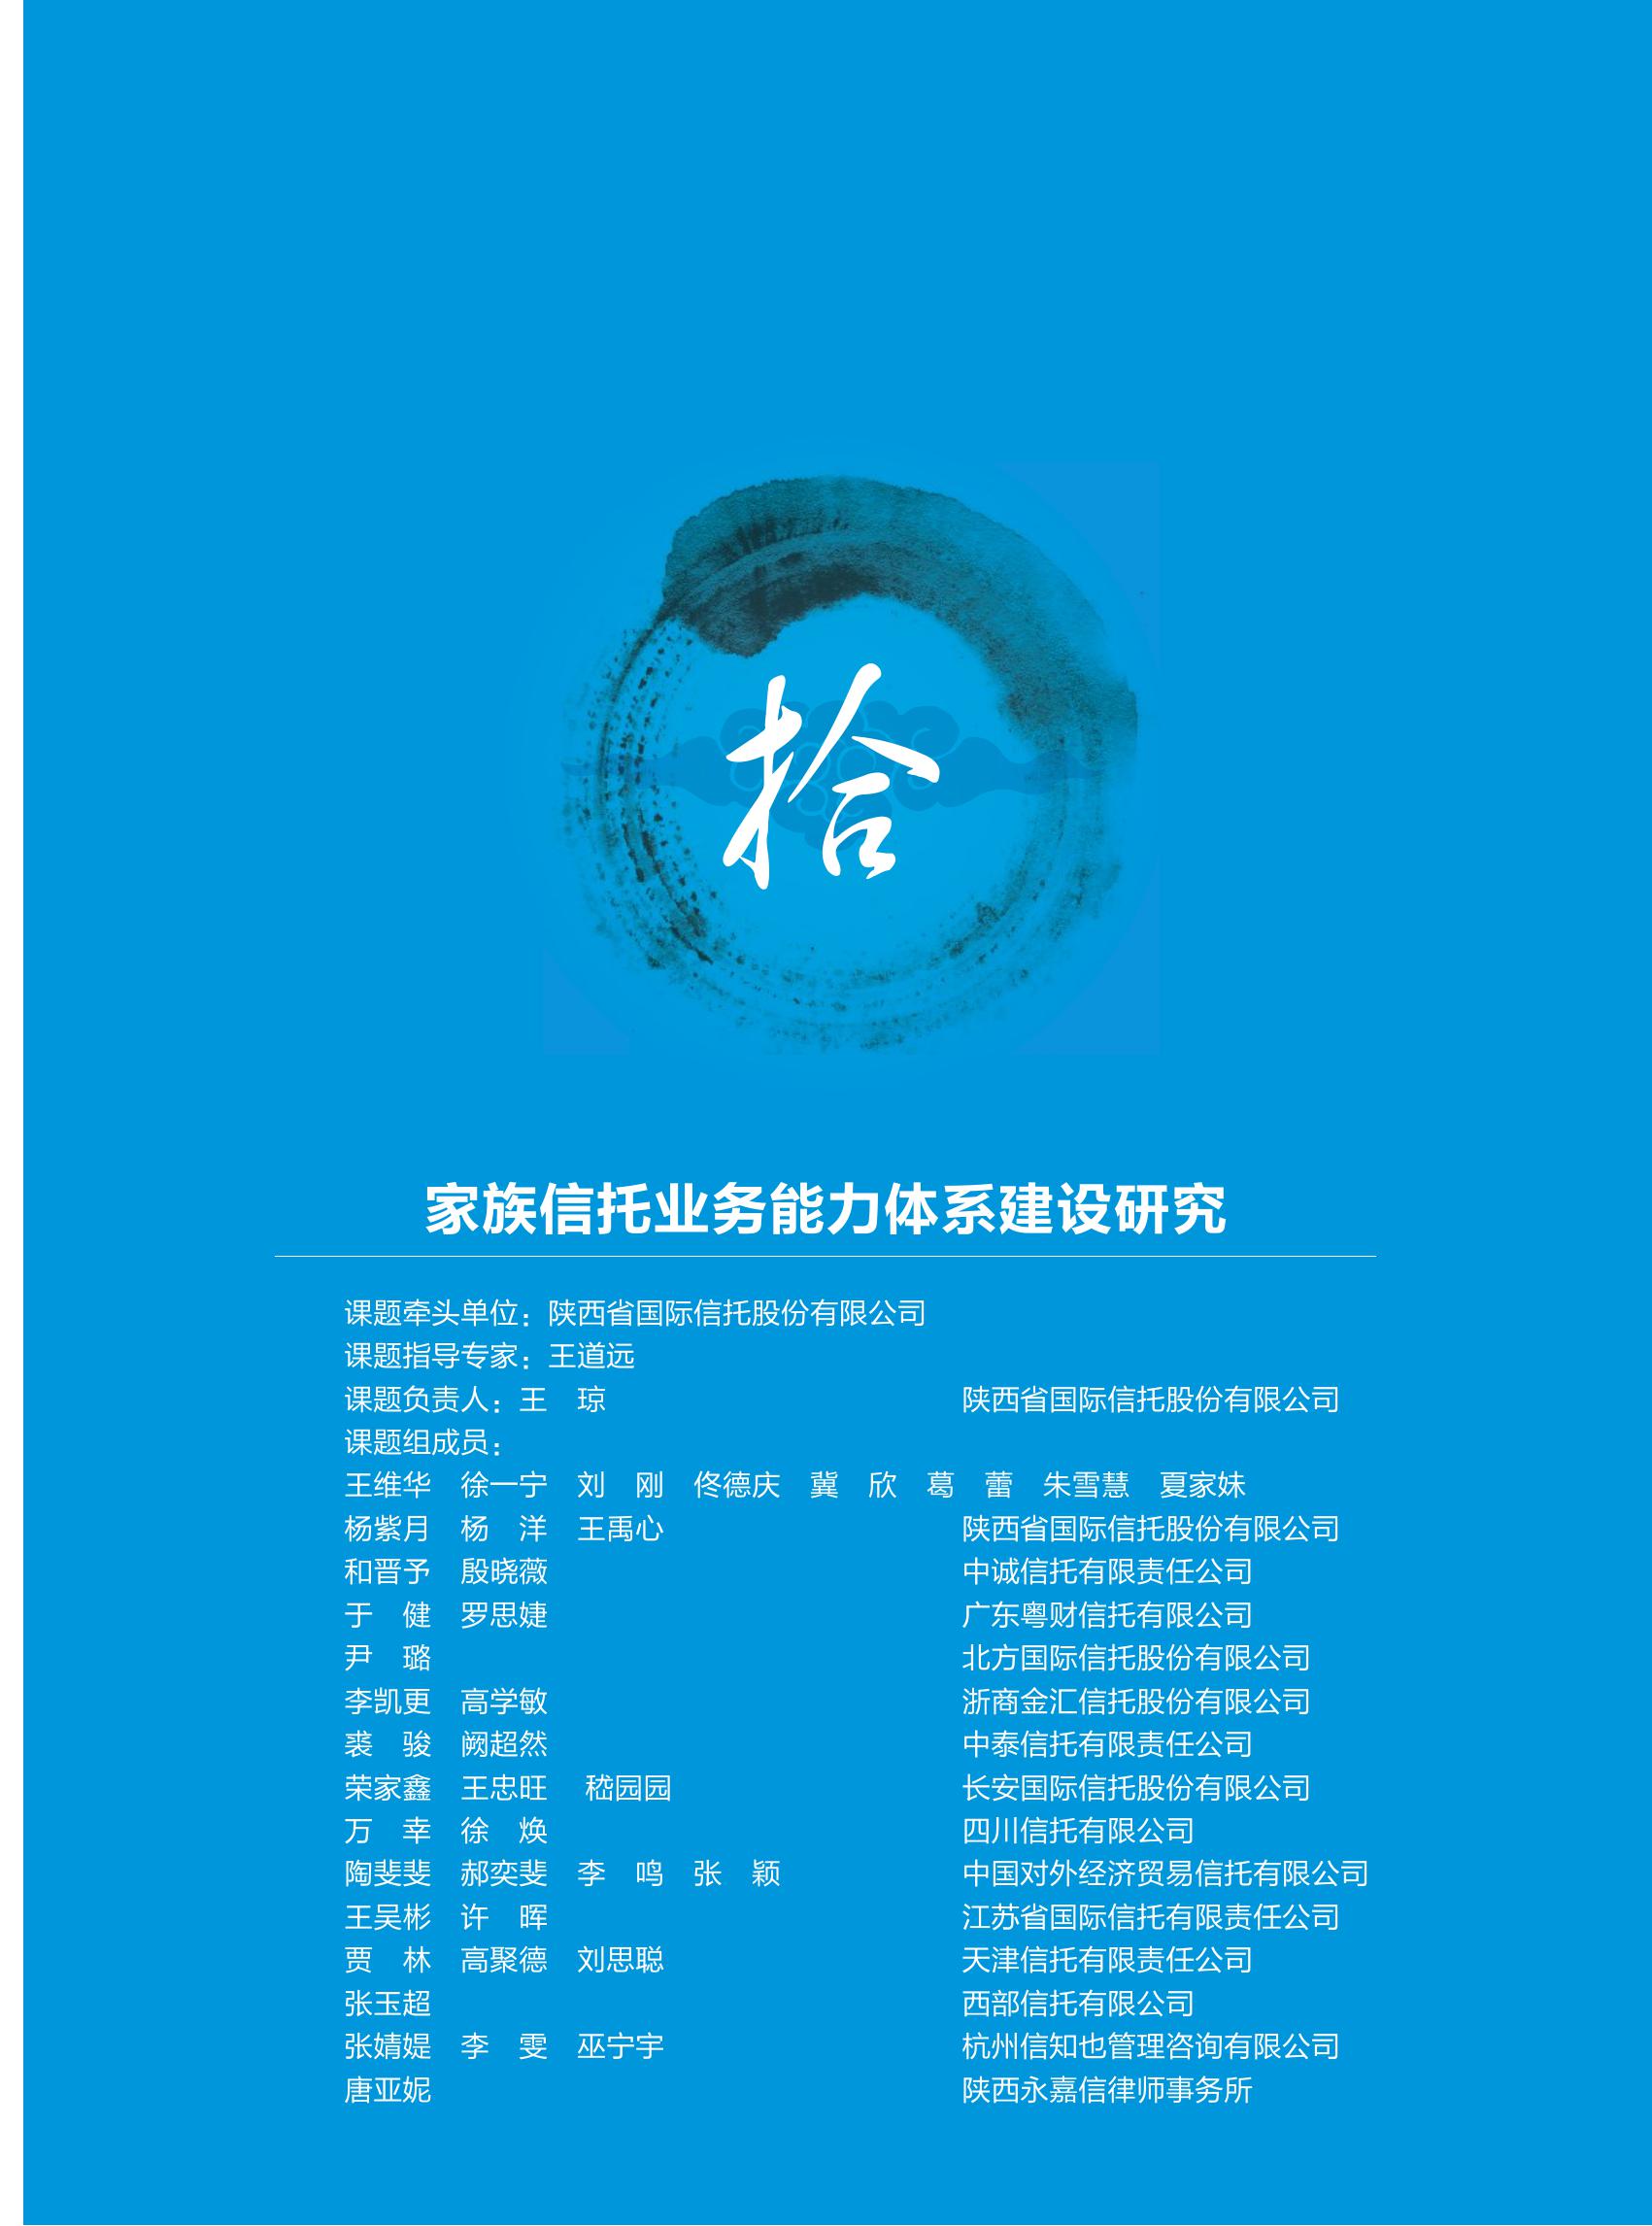 拾
家族信托业务能力体系建设研究
课题牵头单位：陕西省国际信托股份有限公司
课题指导专家：王道远
课题负责人：王　琼　陕西省国际信托股份有限公司
课题组成员：
王维华　徐一宁　刘　刚　佟德庆　冀　欣　葛　蕾　朱雪慧　夏家妹
杨紫月　杨　洋　王禹心　陕西省国际信托股份有限公司
和晋予　殷晓薇　中诚信托有限责任公司
于　健　罗思婕　广东粤财信托有限公司
尹　璐　北方国际信托股份有限公司
李凯更　高学敏　浙商金汇信托股份有限公司
裘　骏　阙超然　中泰信托有限责任公司
荣家鑫　王忠旺　嵇园园　长安国际信托股份有限公司
万　幸　徐　焕　四川信托有限公司
陶斐斐　郝奕斐　李　鸣　张　颖　中国对外经济贸易信托有限公司
王吴彬　许　晖　江苏省国际信托有限责任公司
贾　林　高聚德　刘思聪　天津信托有限责任公司
张玉超　西部信托有限公司
张婧媞　李　雯　巫宁宇　杭州信知也管理咨询有限公司
唐亚妮　陕西永嘉信律师事务所